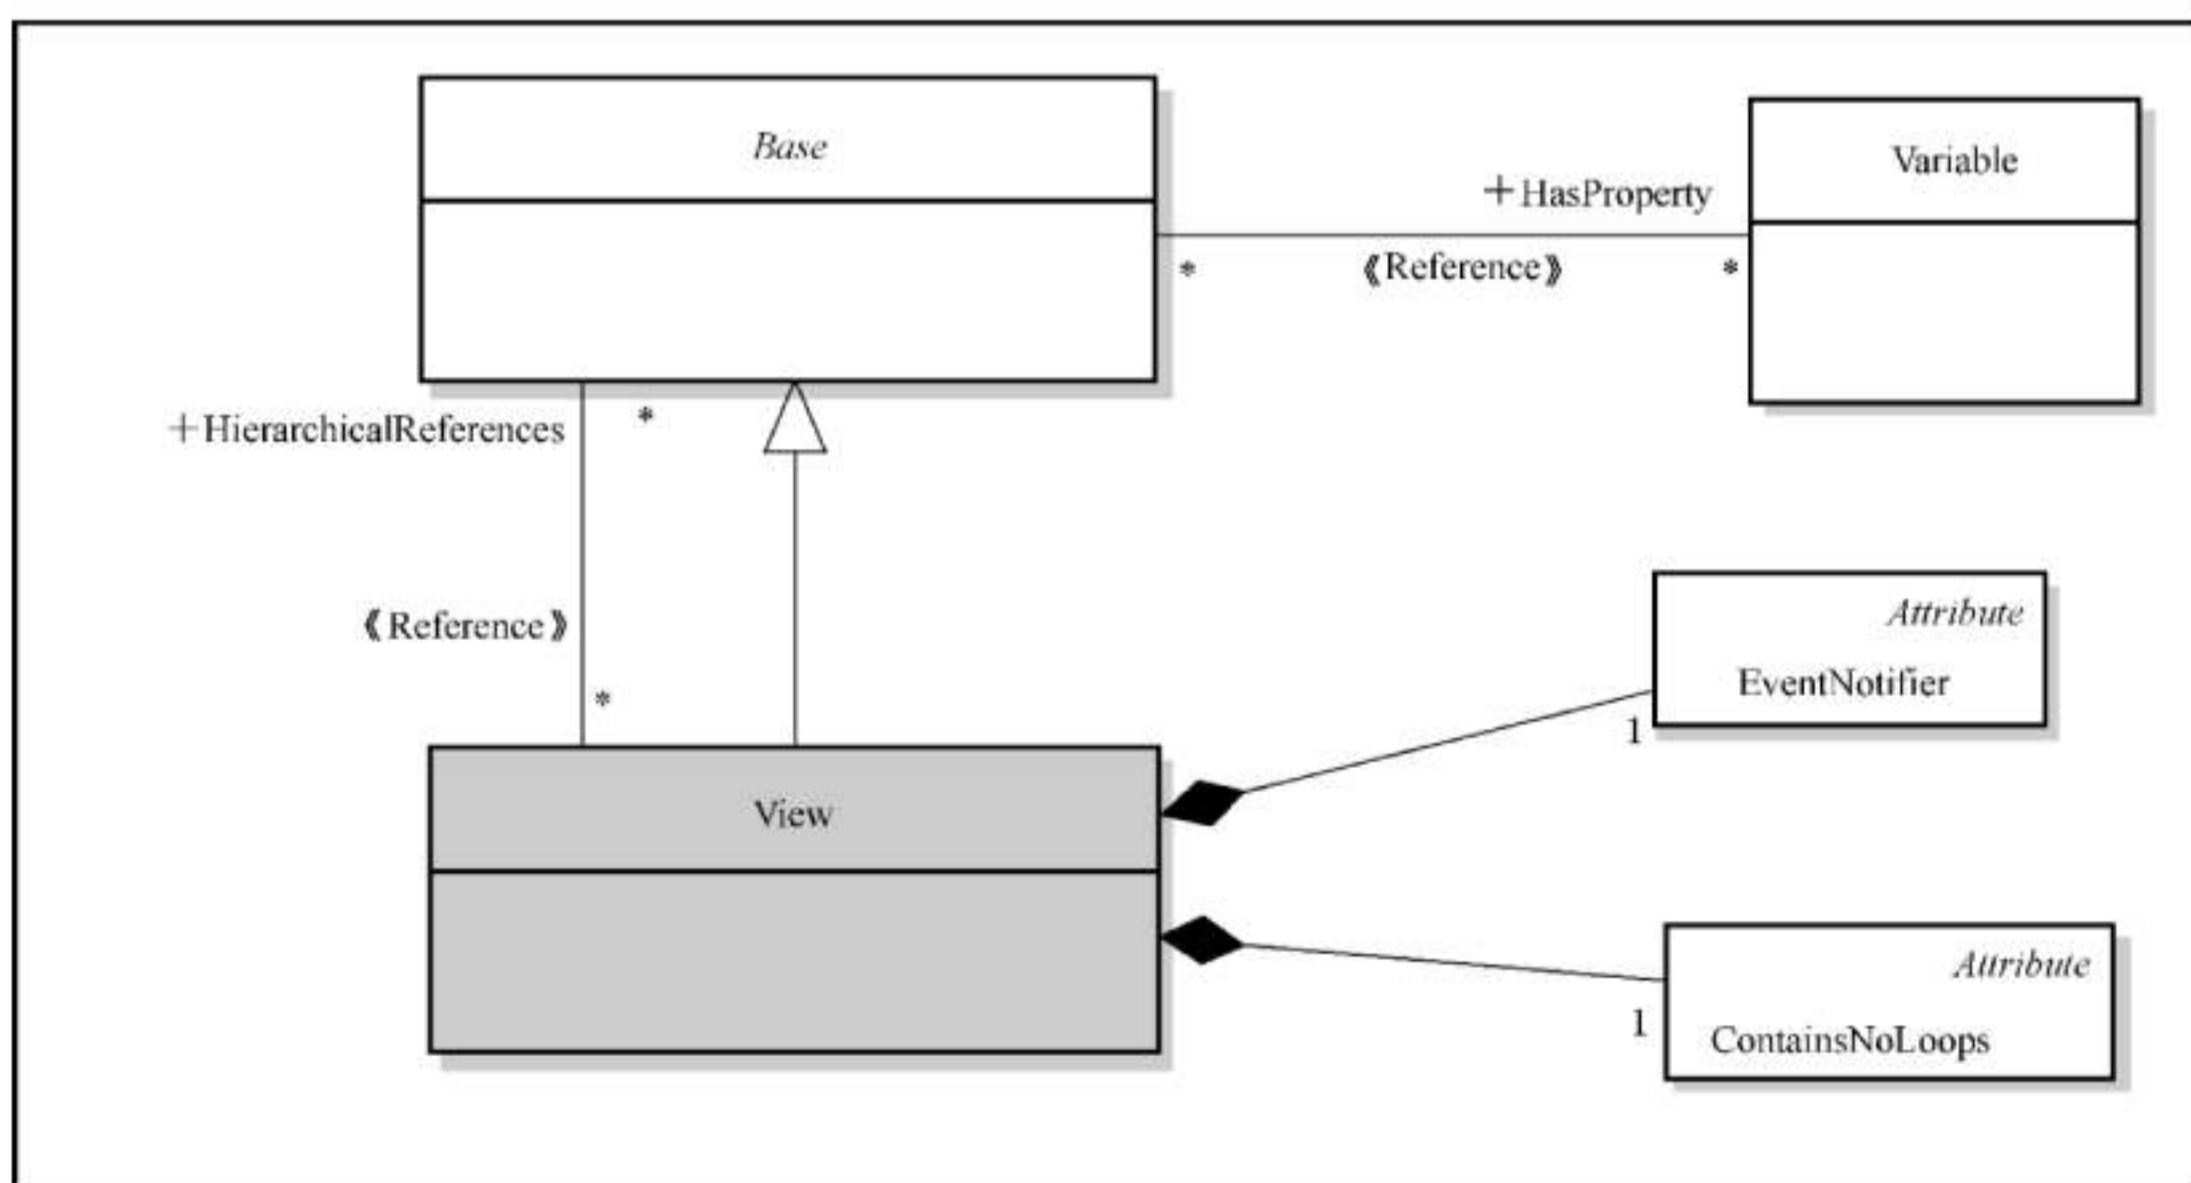 Base
Variable
+HasProperty
* 《Reference》 *
+HierarchicalReferences *
《Reference》
*
Attribute
EventNotifier
1
View
Attribute
ContainsNoLoops
1